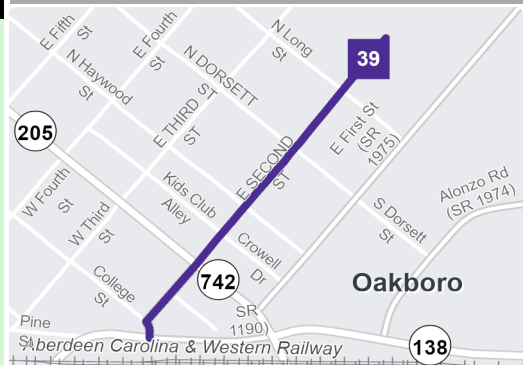 E Fifth
St
E Fourth
St
N Long
St
39
N Haywood
St
N DORSETT
ST
E THIRD
ST
E First St
(SR
1975)
205
E SECOND
ST
Alonzo Rd
(SR 1974)
W Fourth
St
Kids Club
Alley
S Dorsett
St
W Third
St
Crowell
Dr
College
St
742
Oakboro
SR
1190)
Pine
St
Aberdeen Carolina & Western Railway
138